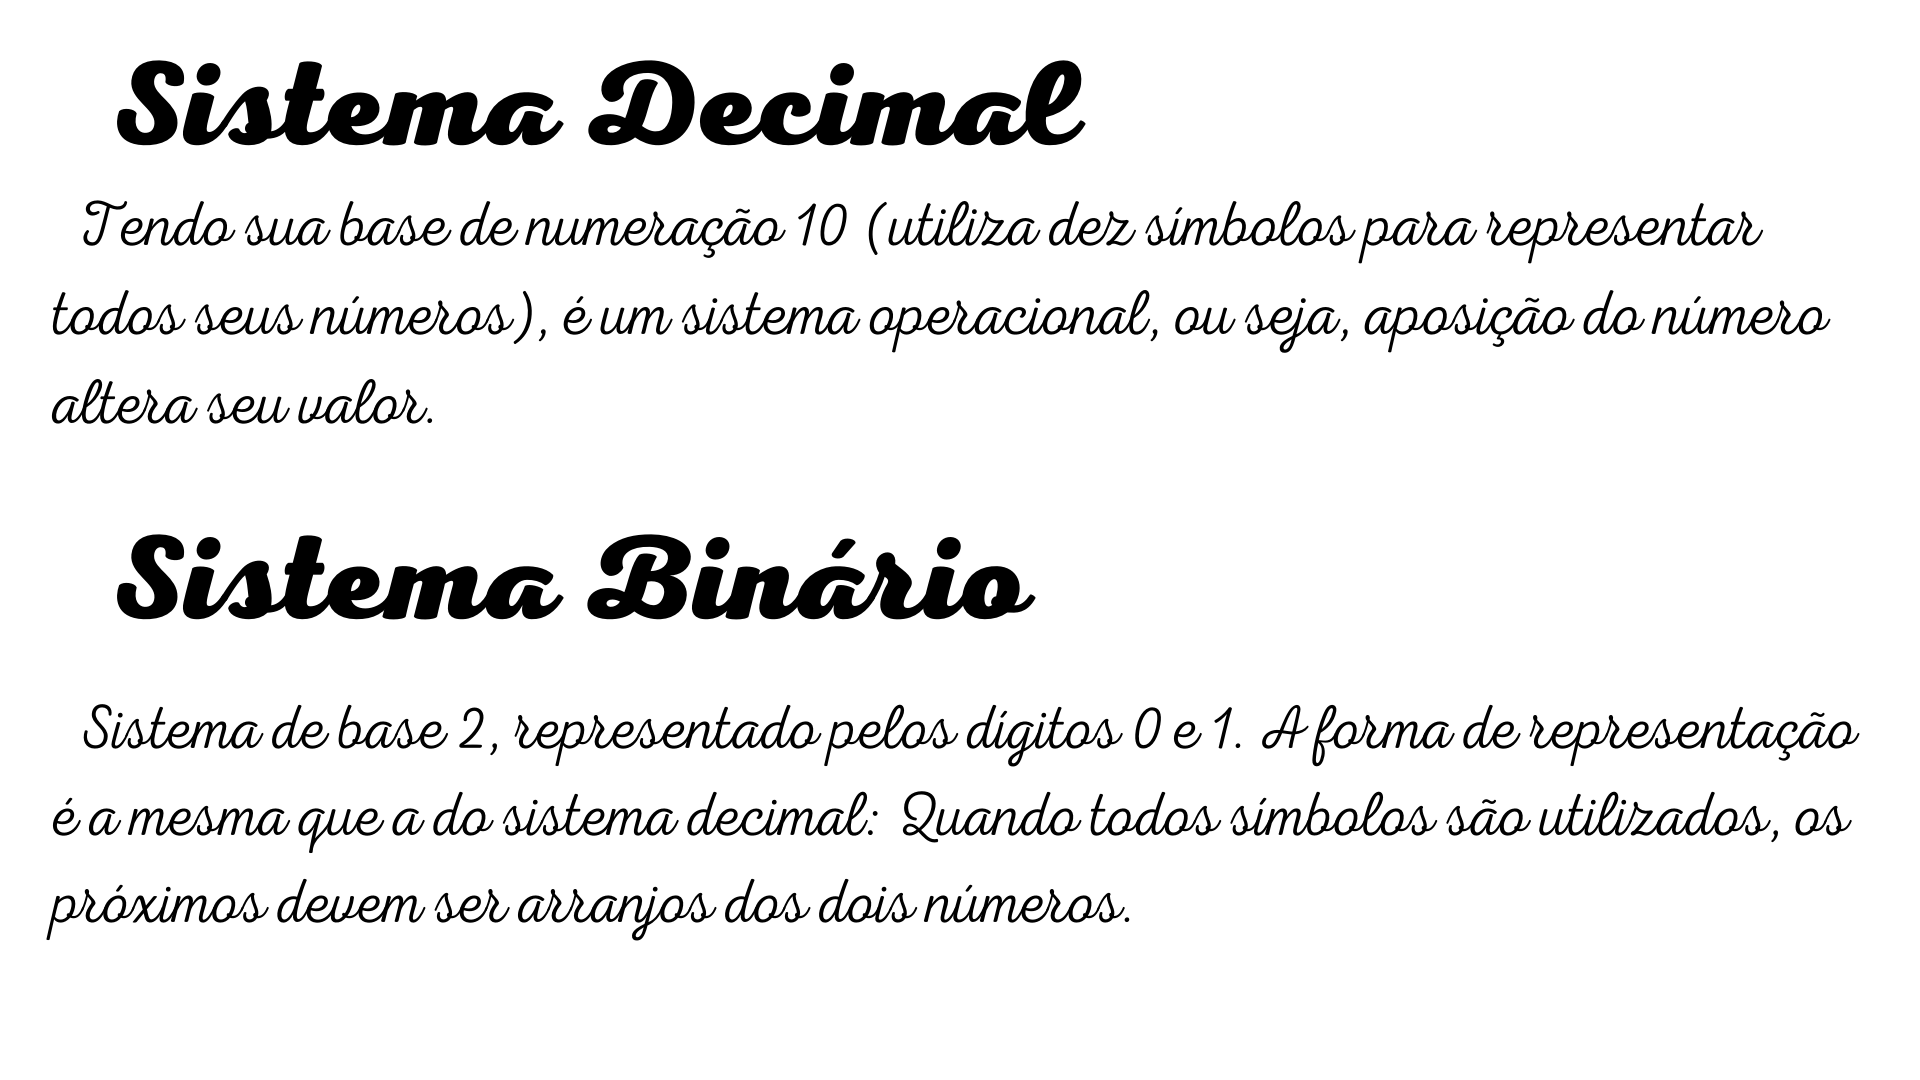 Sistema Decimal
Tendo sua base de numeração 10 (utiliza dez símbolos para representar
todos seus números), é um sistema operacional, ou seja, aposição do número
altera seu valor.
Sistema Binário
Sistema de base 2, representado pelos dígitos 0 e 1. A forma de representação
é a mesma que a do sistema decimal: Quando todos símbolos são utilizados, os
próximos devem ser arranjos dos dois números.